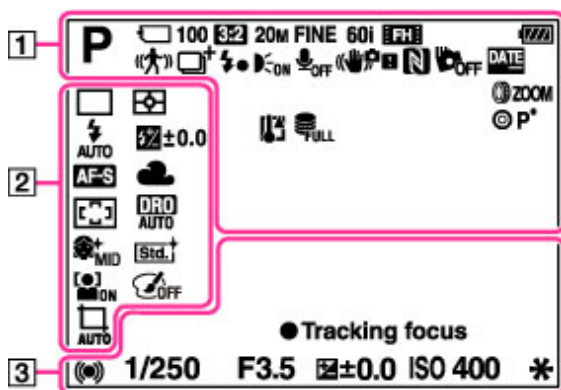 1
P 100 3:2 20M FINE 60i FHD
ON OFF N OFF DATE
ZOOM
P*
FULL
2
AUTO ±0.0
AF-S
DRO AUTO
MID Std.
ON OFF
AUTO
Tracking focus
3
1/250 F3.5 ±0.0 ISO 400 *